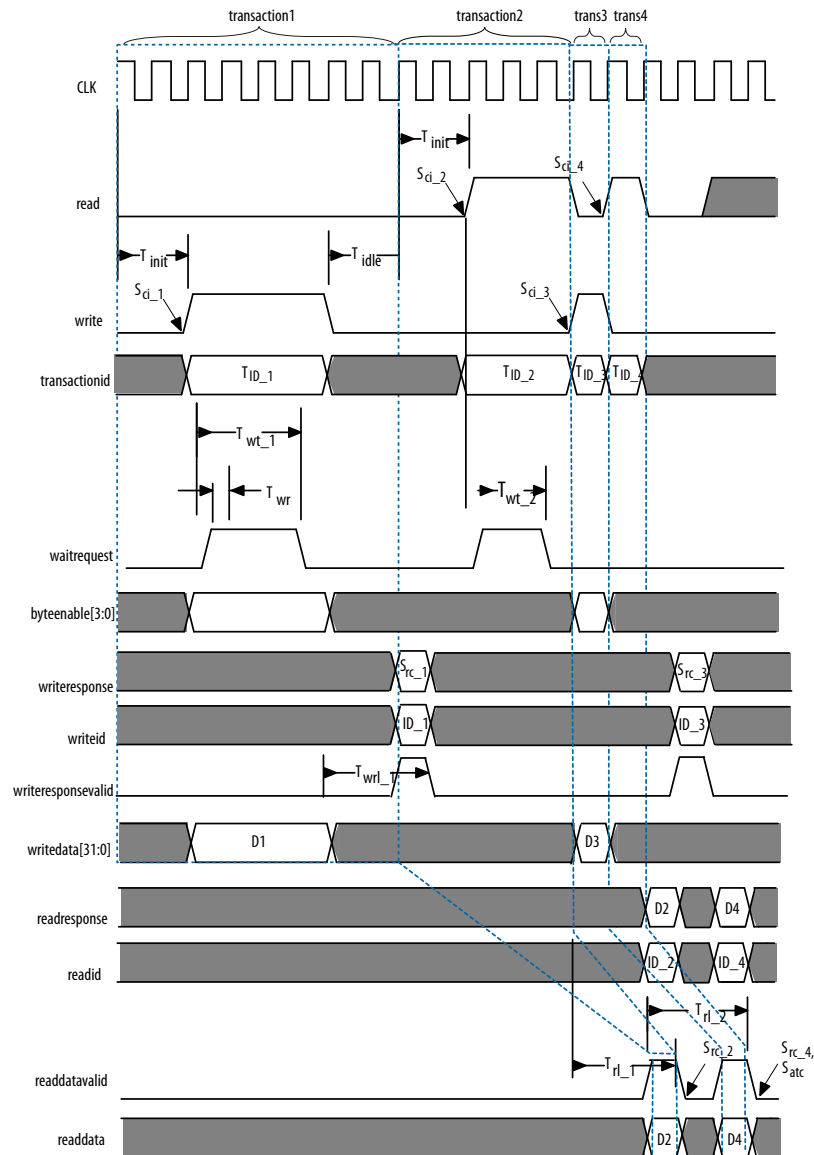 transaction1 transaction2 trans3 trans4
CLK
T init
S ci_2
S ci_4
read
T init
T idle
S ci_1
S ci_3
write
transactionid
T ID_1
T ID_2
T ID_3
T ID_4
T wt_1
T wr
T wt_2
waitrequest
byteenable[3:0]
writeresponse
S rc_1
S rc_3
writeid
ID_1
ID_3
writeresponsevalid
T wrl_1
writedata[31:0]
D1
D3
readresponse
D2
D4
readid
ID_2
ID_4
T rl_2
S rc_2
S rc_4,
S atc
T rl_1
readdatavalid
readdata
D2
D4